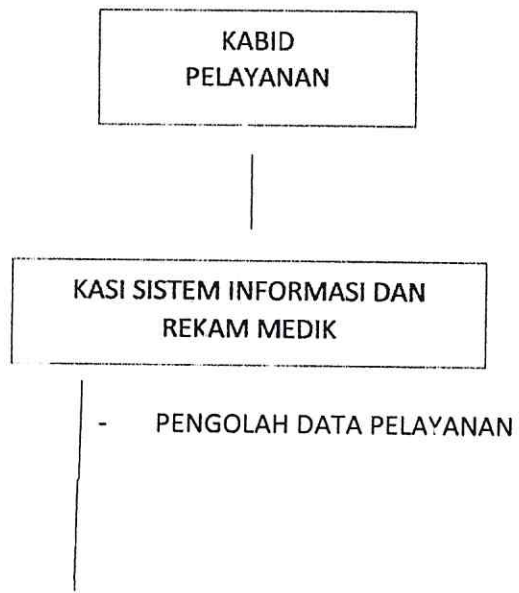 KABID
PELAYANAN
KASI SISTEM INFORMASI DAN
REKAM MEDIK
- PENGOLAH DATA PELAYANAN